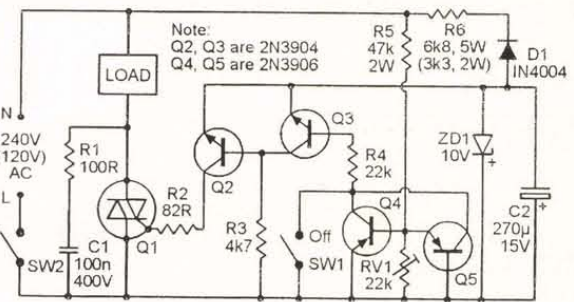 Note:
Q2, Q3 are 2N3904
Q4, Q5 are 2N3906
R5
47k
2W
R6
6k8, 5W
(3k3, 2W)
D1
IN4004
LOAD
N
240V
120V)
AC
L
SW2
R1
100R
C1
100n
400V
Q1
R2
82R
Q2
Q3
R3
4k7
R4
22k
Off
SW1
Q4
RV1
22k
Q5
ZD1
10V
+
C2
270µ
15V
+